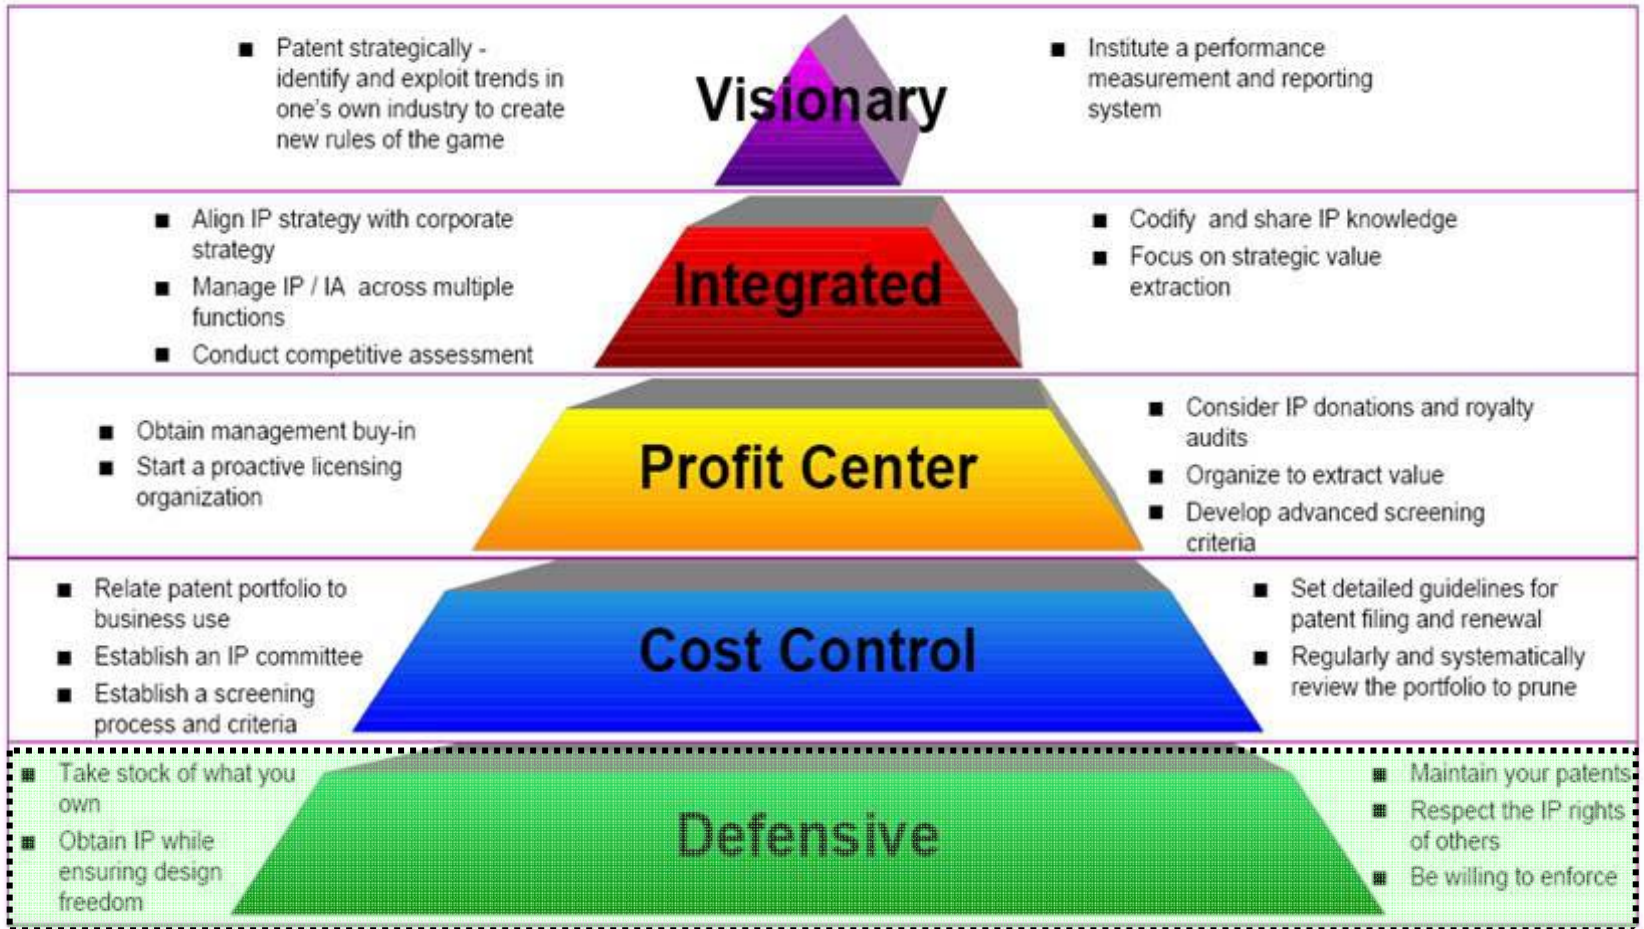 Patent strategically -
identify and exploit trends in
one's own industry to create
new rules of the game
Visionary
Institute a performance
measurement and reporting
system
Align IP strategy with corporate
strategy
Manage IP / IA across multiple
functions
Conduct competitive assessment
Integrated
Codify and share IP knowledge
Focus on strategic value
extraction
Obtain management buy-in
Start a proactive licensing
organization
Profit Center
Consider IP donations and royalty
audits
Organize to extract value
Develop advanced screening
criteria
Relate patent portfolio to
business use
Establish an IP committee
Establish a screening
process and criteria
Cost Control
Set detailed guidelines for
patent filing and renewal
Regularly and systematically
review the portfolio to prune
Take stock of what you
own
Obtain IP while
ensuring design
freedom
Defensive
Maintain your patents
Respect the IP rights
of others
Be willing to enforce